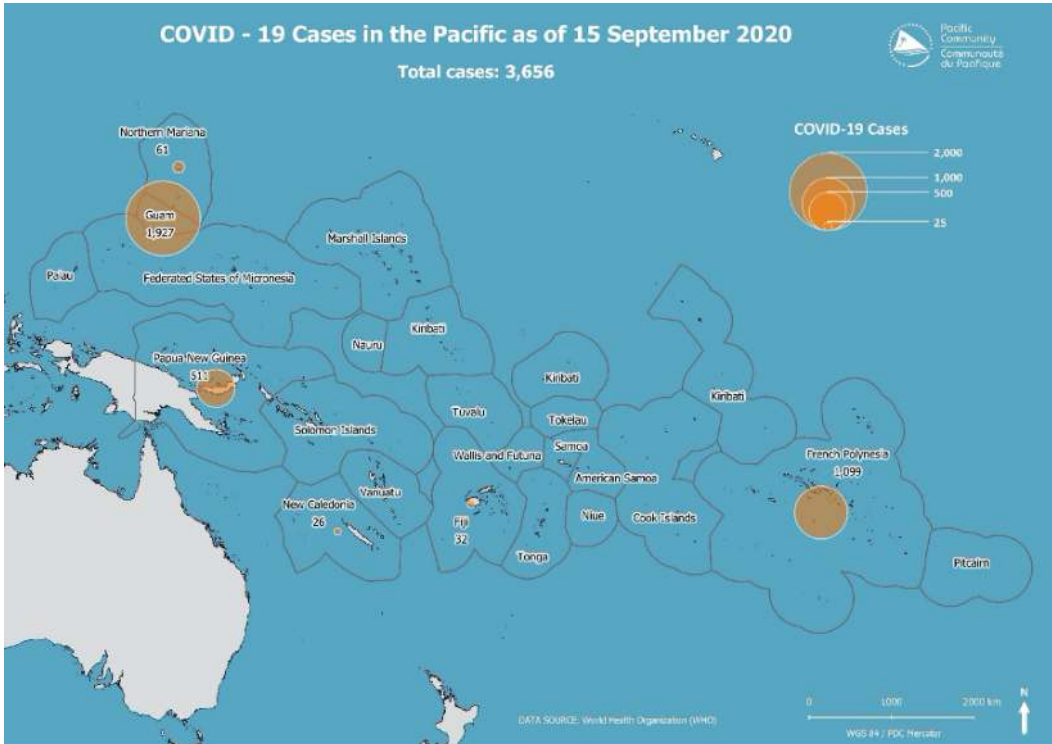 COVID - 19 Cases in the Pacific as of 15 September 2020
Total cases: 3,656
Pacific
Community
Communauté
du Pacifique
COVID-19 Cases
2,000
1,000
500
25
Northern Mariana
61
Guam
1,927
Marshall Islands
Palau
Federated States of Micronesia
Nauru
Kiribati
Papua New Guinea
511
Kiribati
Kiribati
Tuvalu
Tokelau
Solomon Islands
Wallis and Futuna
Samoa
French Polynesia
1,099
American Samoa
Vanuatu
New Caledonia
26
Fiji
32
Niue
Cook Islands
Tonga
Pitcairn
DATA SOURCE: World Health Organization (WHO)
0 1000 2000 km
N
WGS 84 / PDC Mercator